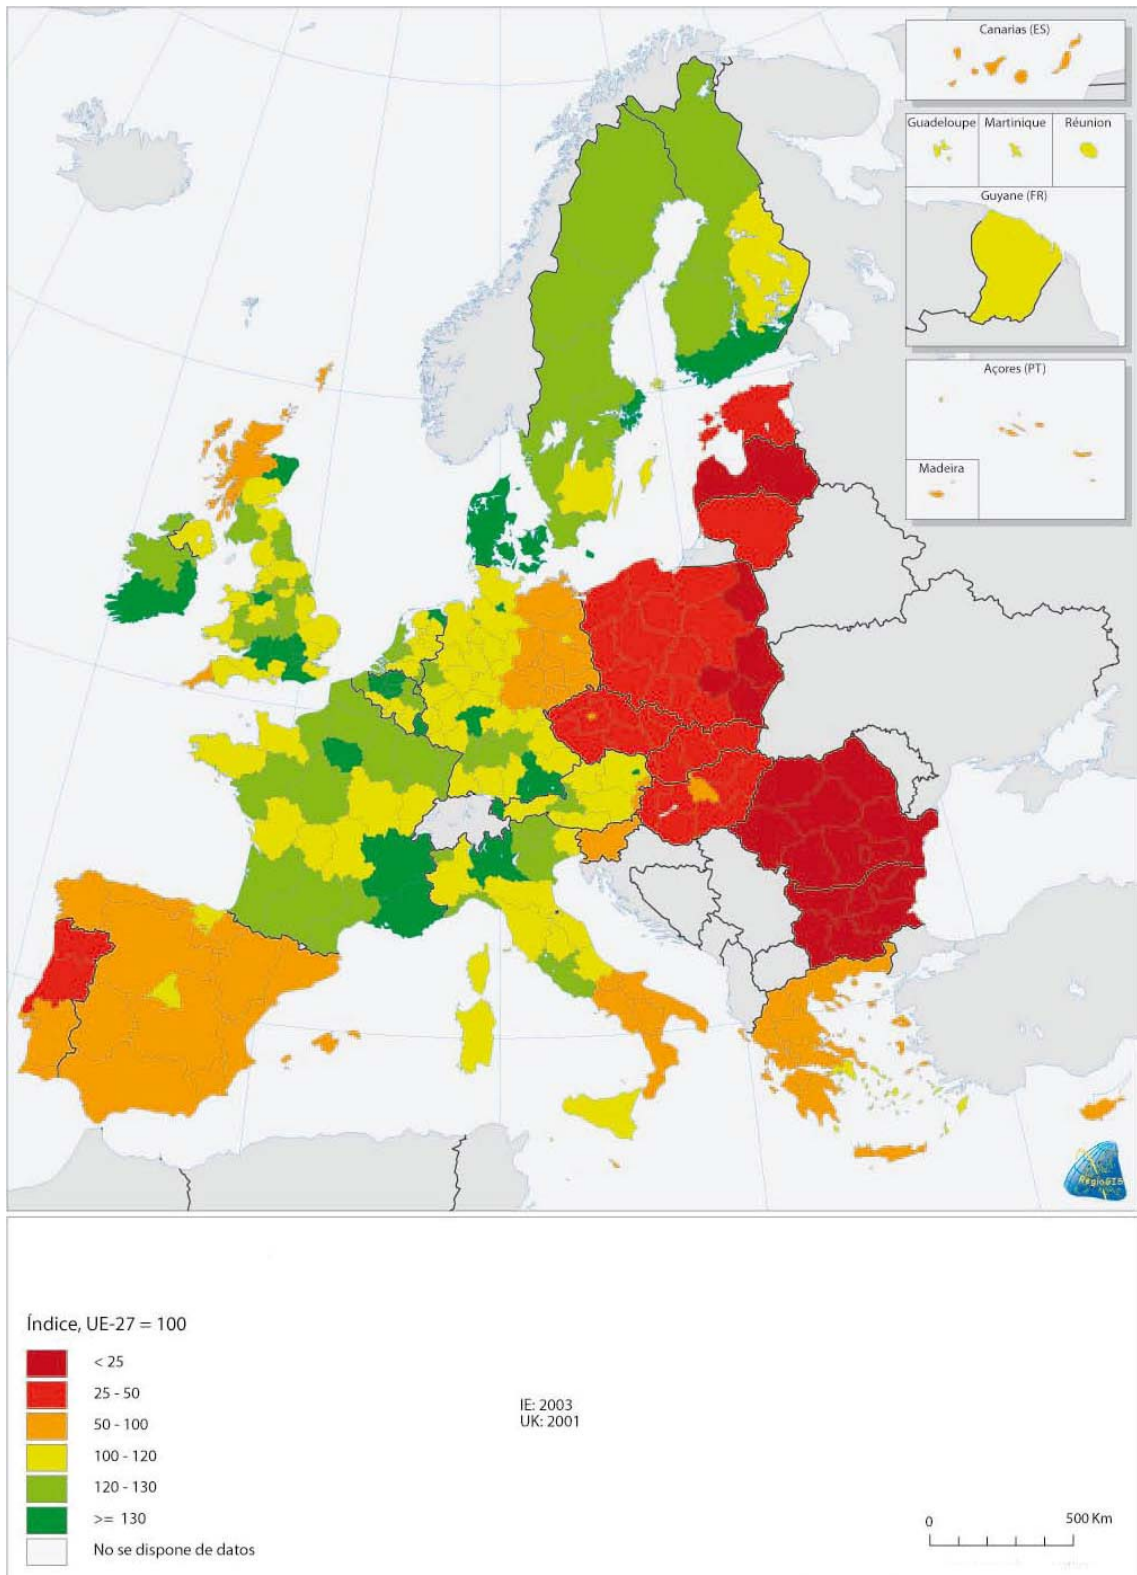 Canarias (ES)
Guadeloupe
Martinique
Réunion
Guyane (FR)
Açores (PT)
Madeira
RegioGIS
Índice, UE-27 = 100
< 25
25 - 50
50 - 100
100 - 120
120 - 130
>= 130
No se dispone de datos
IE: 2003
UK: 2001
0
500 Km